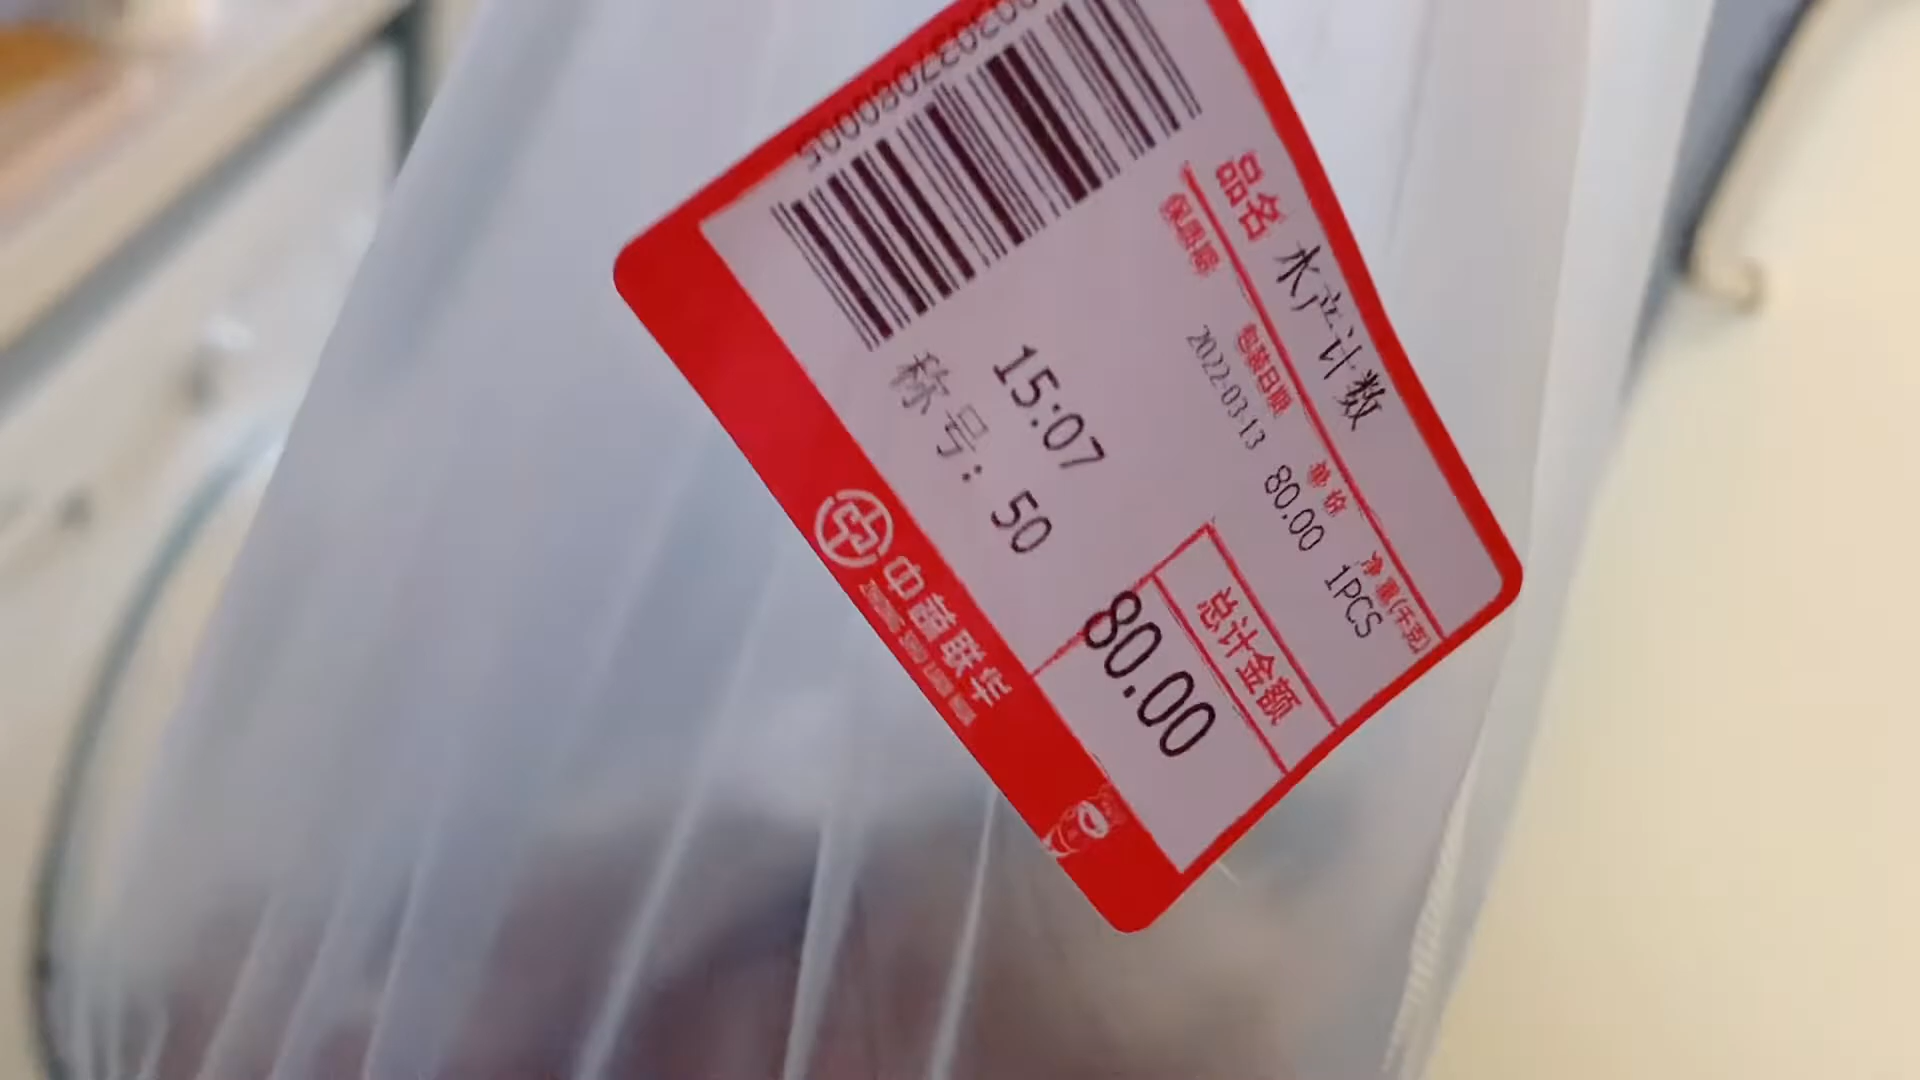 品名 水产计数
保质期 包装日期 单价 净重(千克)
2022-03-13 80.00 1PCS
总计金额
80.00
15:07
称号: 50
中蔬联华